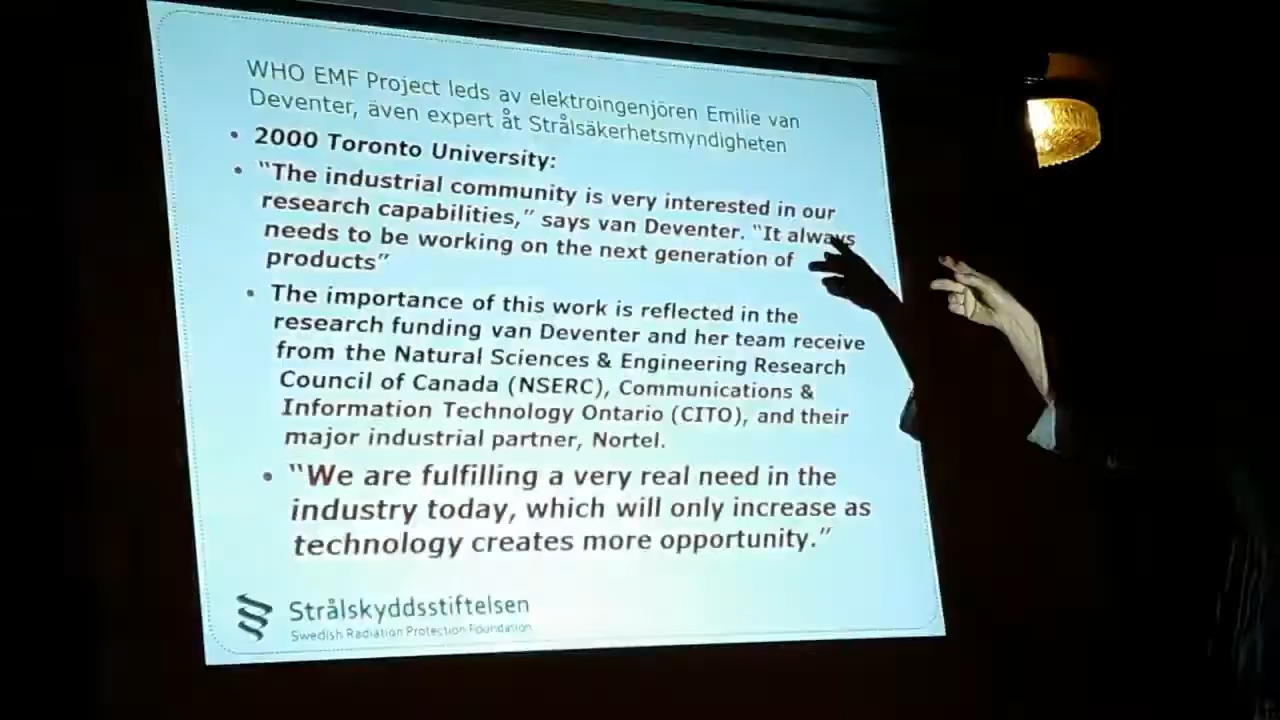 WHO EMF Project leds av elektroingenjören Emilie van
Deventer, även expert åt Strålsäkerhetsmyndigheten
• 2000 Toronto University:
• “The industrial community is very interested in our
research capabilities,” says van Deventer. “It always
needs to be working on the next generation of
products”
• The importance of this work is reflected in the
research funding van Deventer and her team receive
from the Natural Sciences & Engineering Research
Council of Canada (NSERC), Communications &
Information Technology Ontario (CITO), and their
major industrial partner, Nortel.
• “We are fulfilling a very real need in the
industry today, which will only increase as
technology creates more opportunity.”
Strålskyddsstiftelsen
Swedish Radiation Protection Foundation